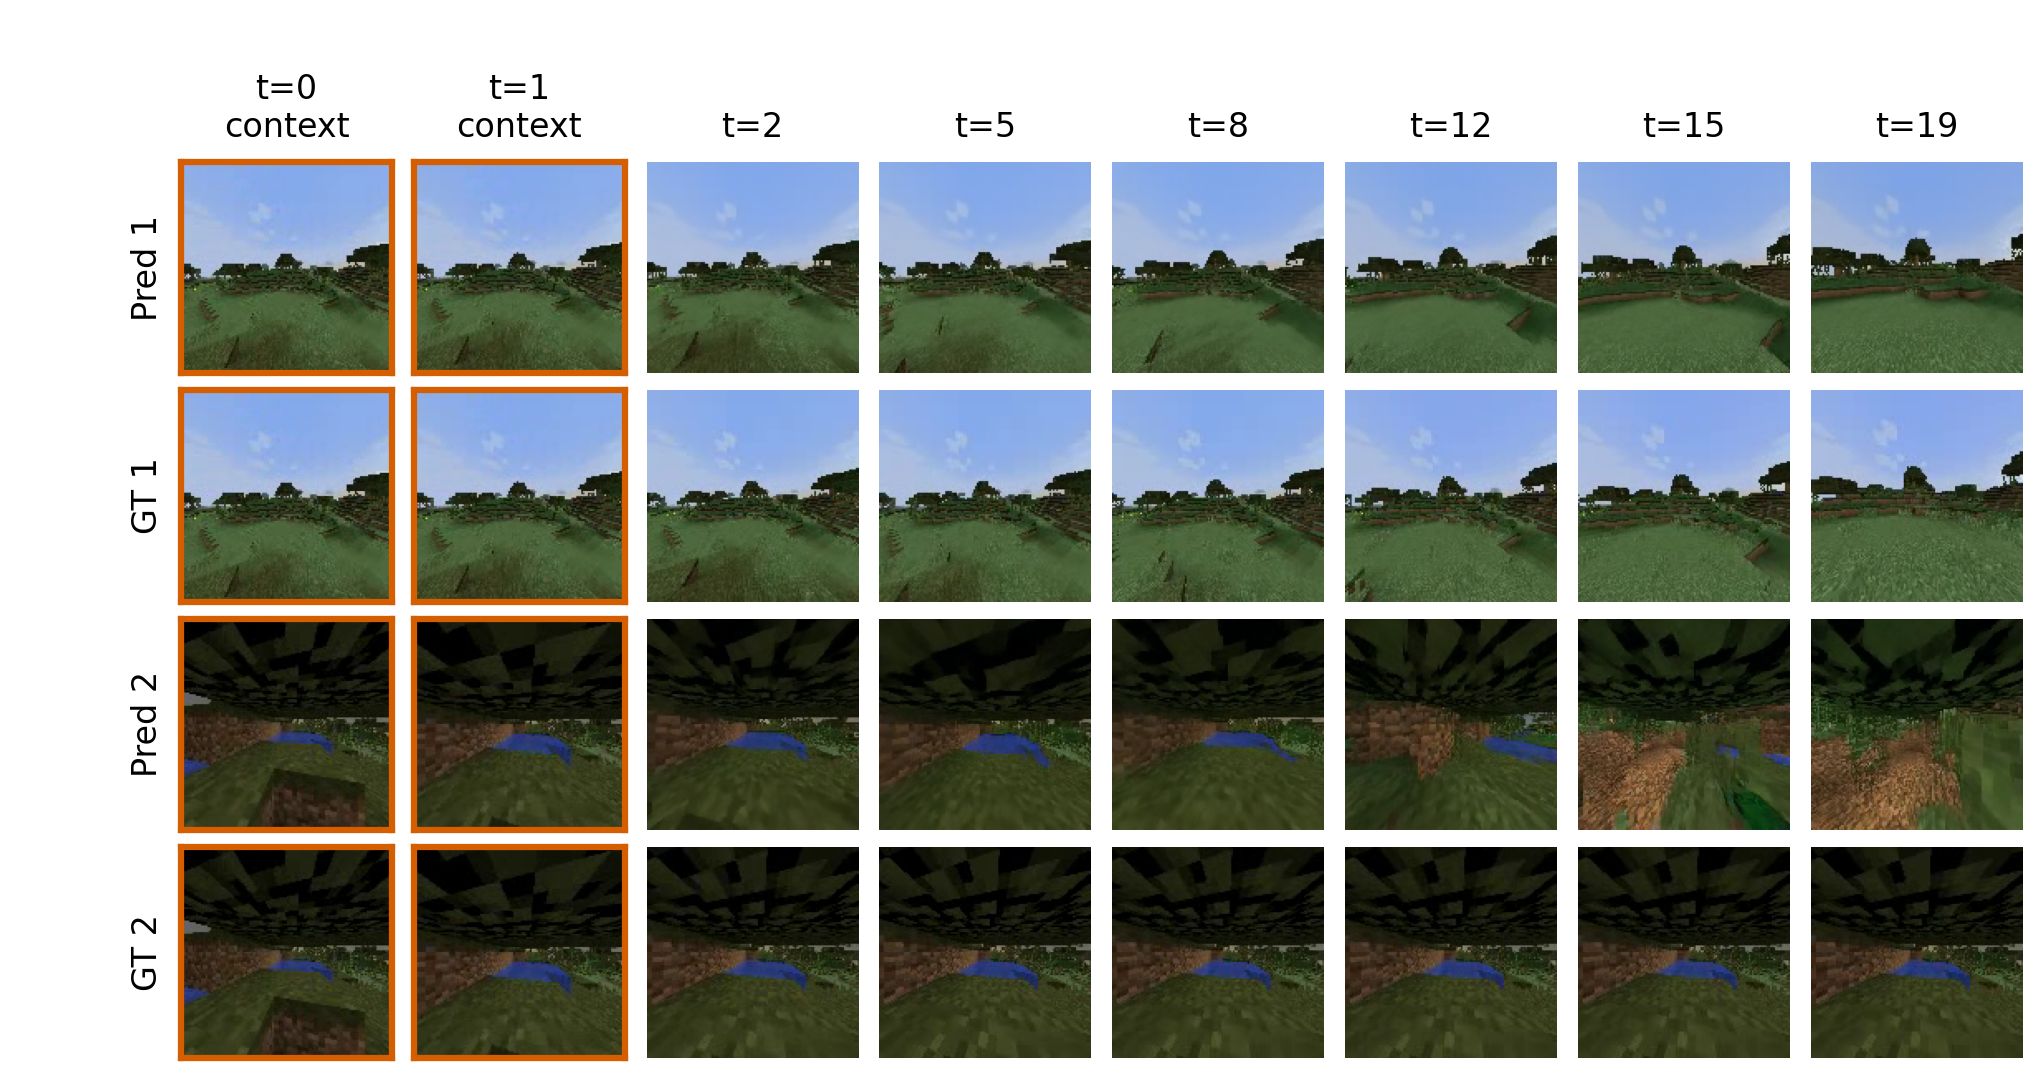 t=0
context
t=1
context
t=2
t=5
t=8
t=12
t=15
t=19
Pred 1
GT 1
Pred 2
GT 2